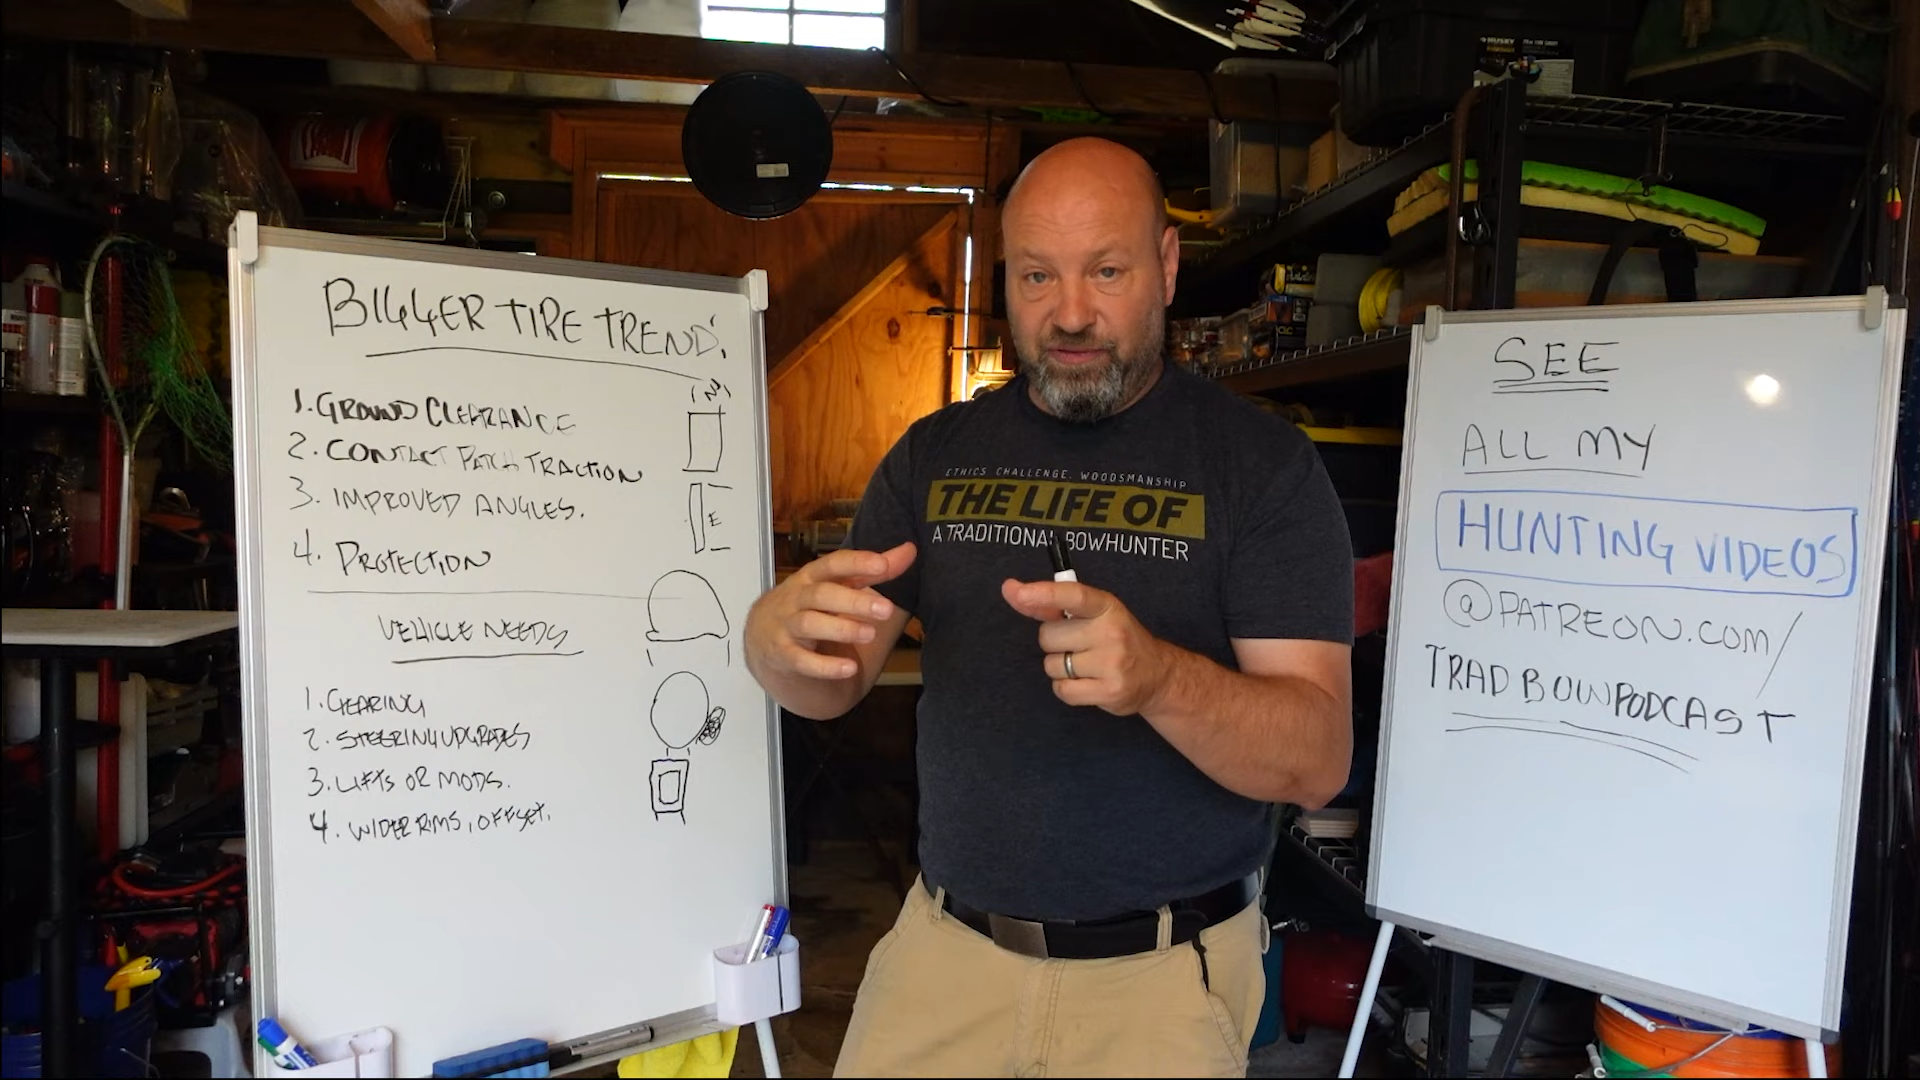 BIGGER TIRE TREND:
1. GROUND CLEARANCE
2. CONTACT PATCH TRACTION
3. IMPROVED ANGLES.
4. PROTECTION
E
VEHICLE NEEDS
1. GEARING
2. STEERING UPGRADES
3. LIFTS OR MODS.
4. WIDER RIMS, OFFSET.
ETHICS CHALLENGE. WOODSMANSHIP
THE LIFE OF
A TRADITIONAL BOWHUNTER
HUSKY
SEE
ALL MY
HUNTING VIDEOS
@PATREON.COM/
TRADBOWPODCAST